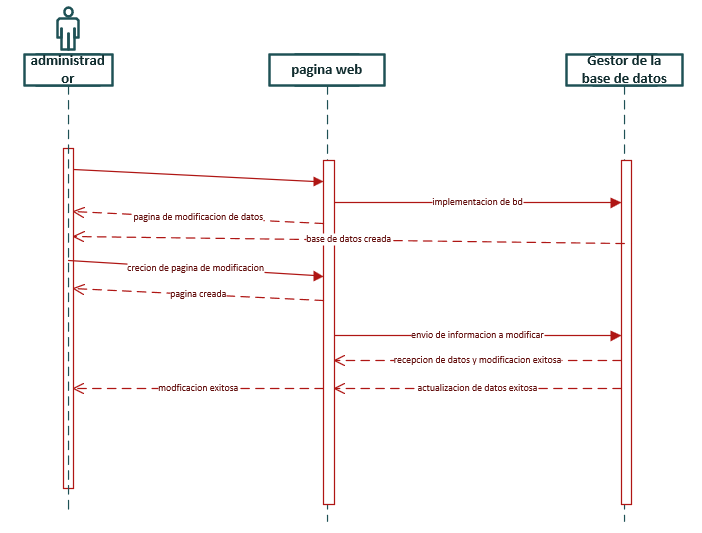 administrad
or
pagina web
Gestor de la
base de datos
implementacion de bd
pagina de modificacion de datos,
base de datos creada
crecion de pagina de modificacion
pagina creada
envio de informacion a modificar
recepcion de datos y modificacion exitosa
modficacion exitosa
actualizacion de datos exitosa